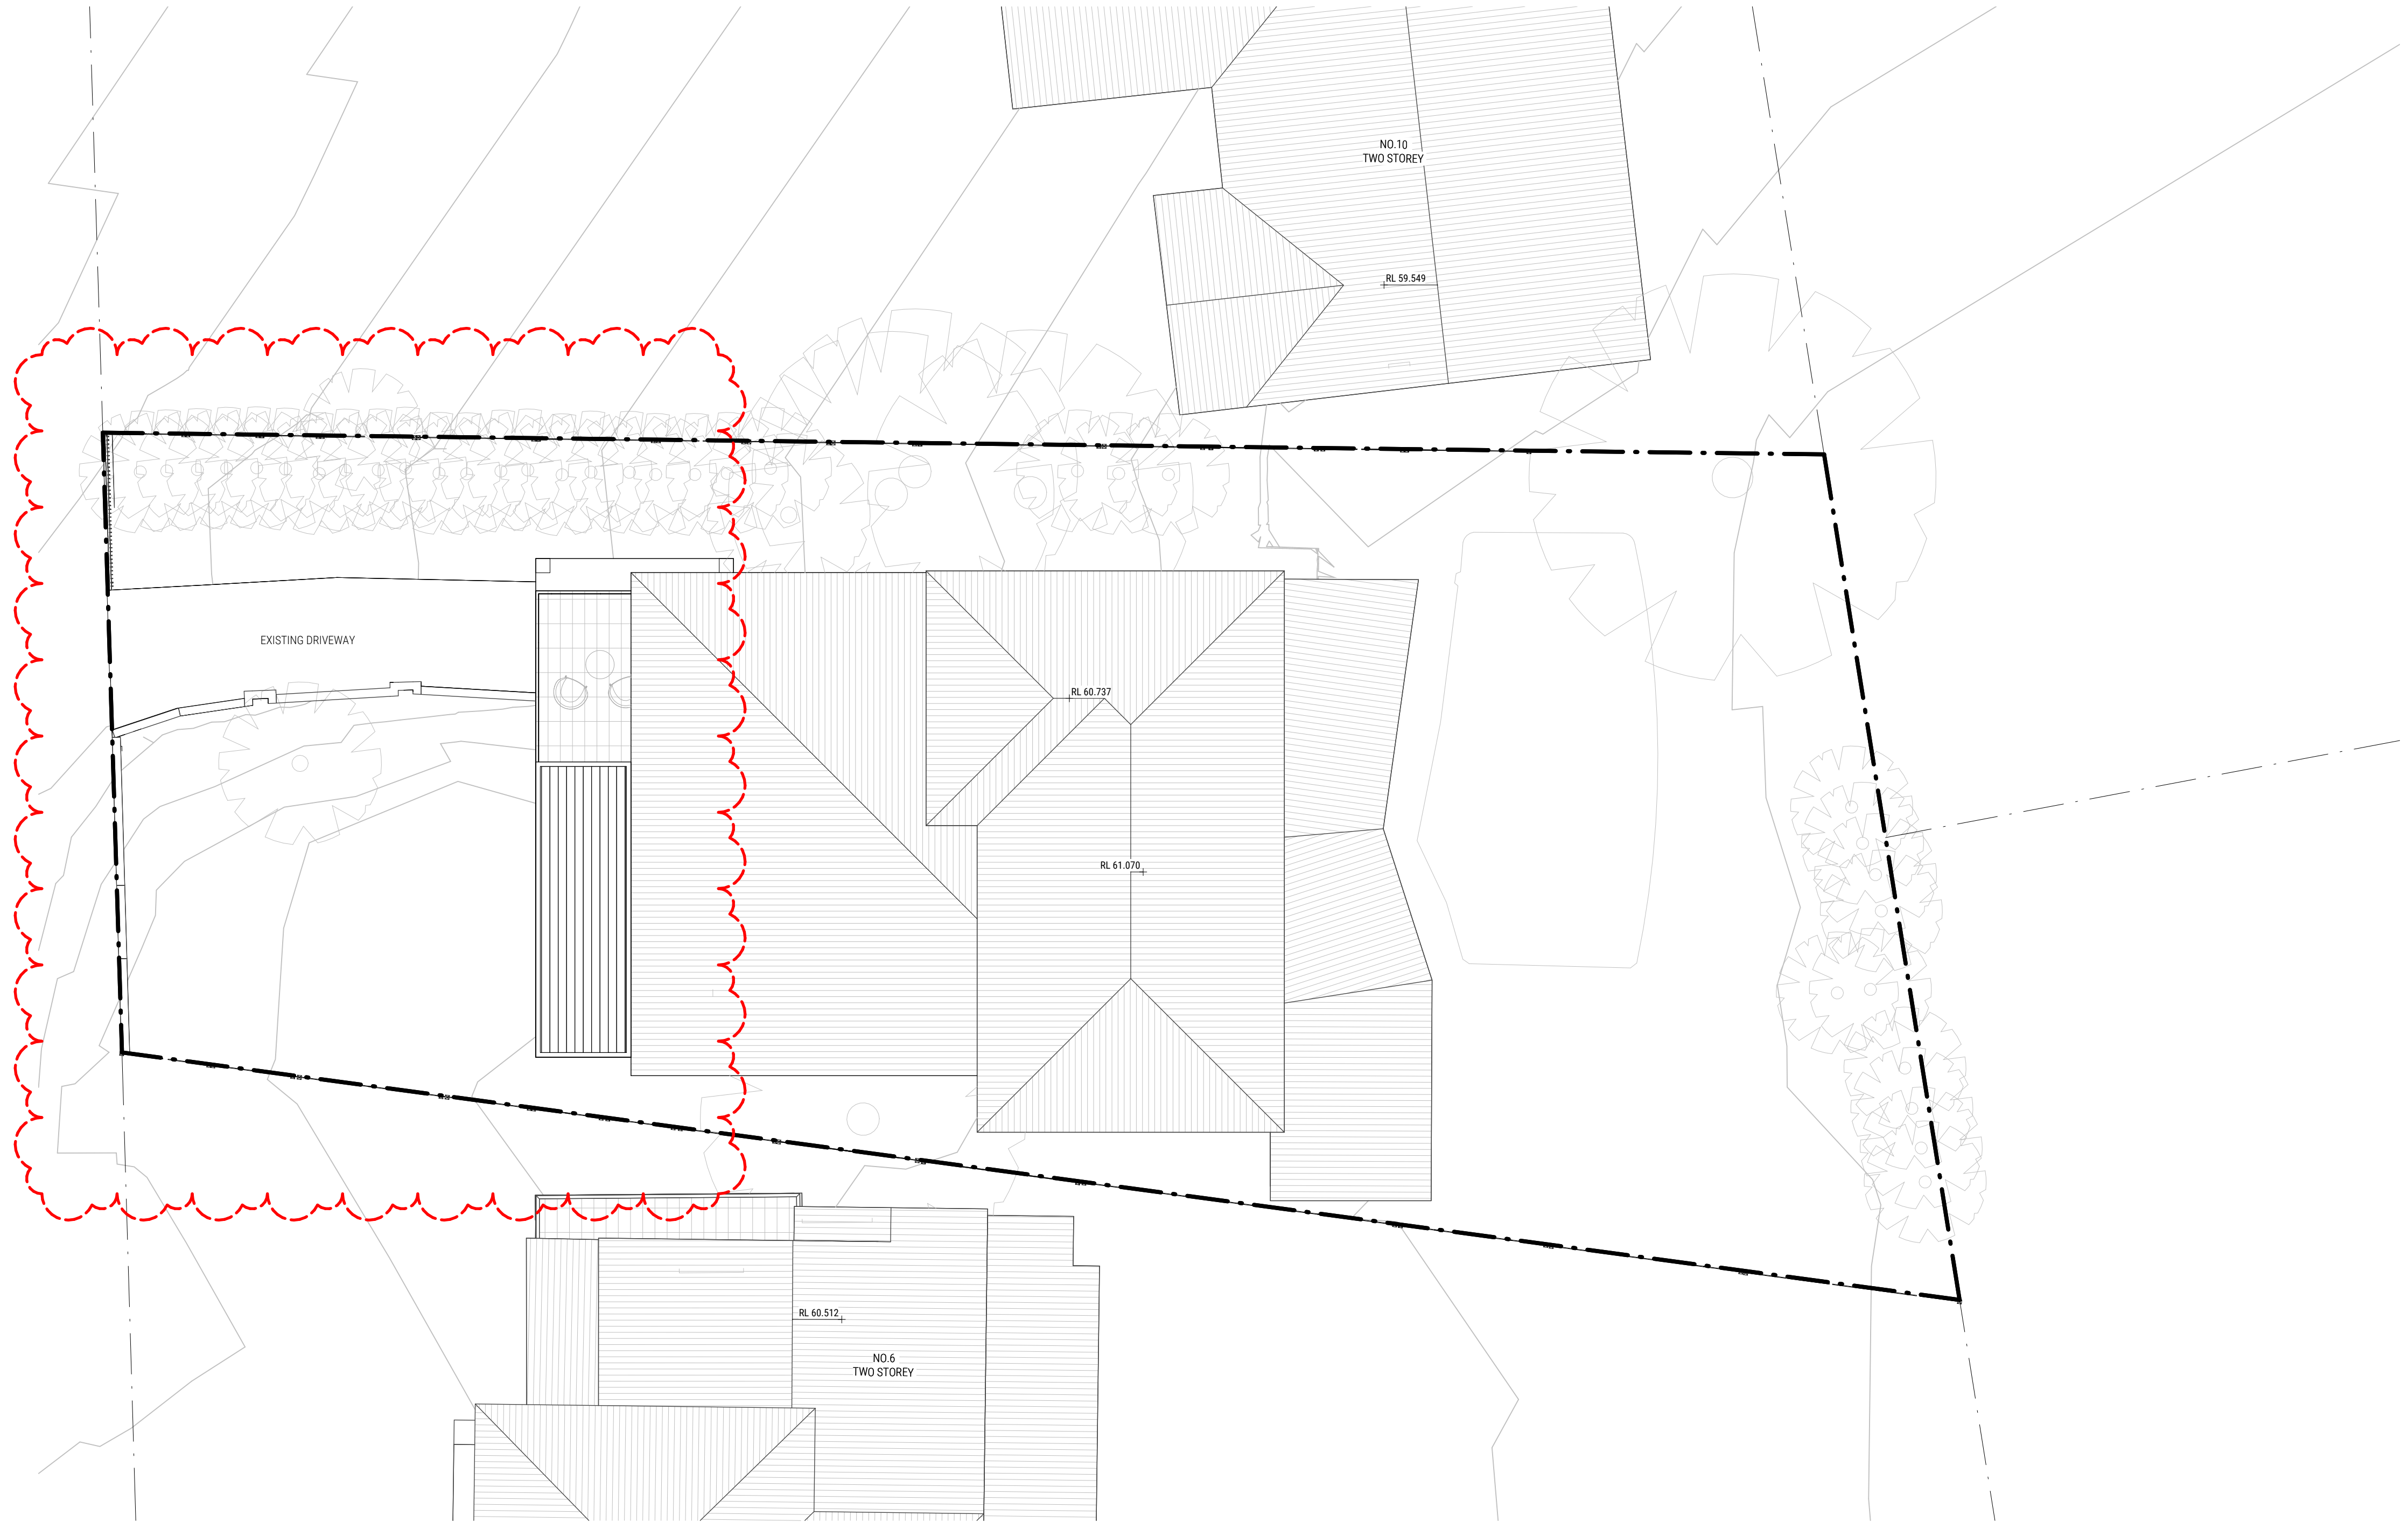 NO.10
TWO STOREY
RL 59.549
EXISTING DRIVEWAY
RL 60.737
RL 61.070
RL 60.512
NO.6
TWO STOREY